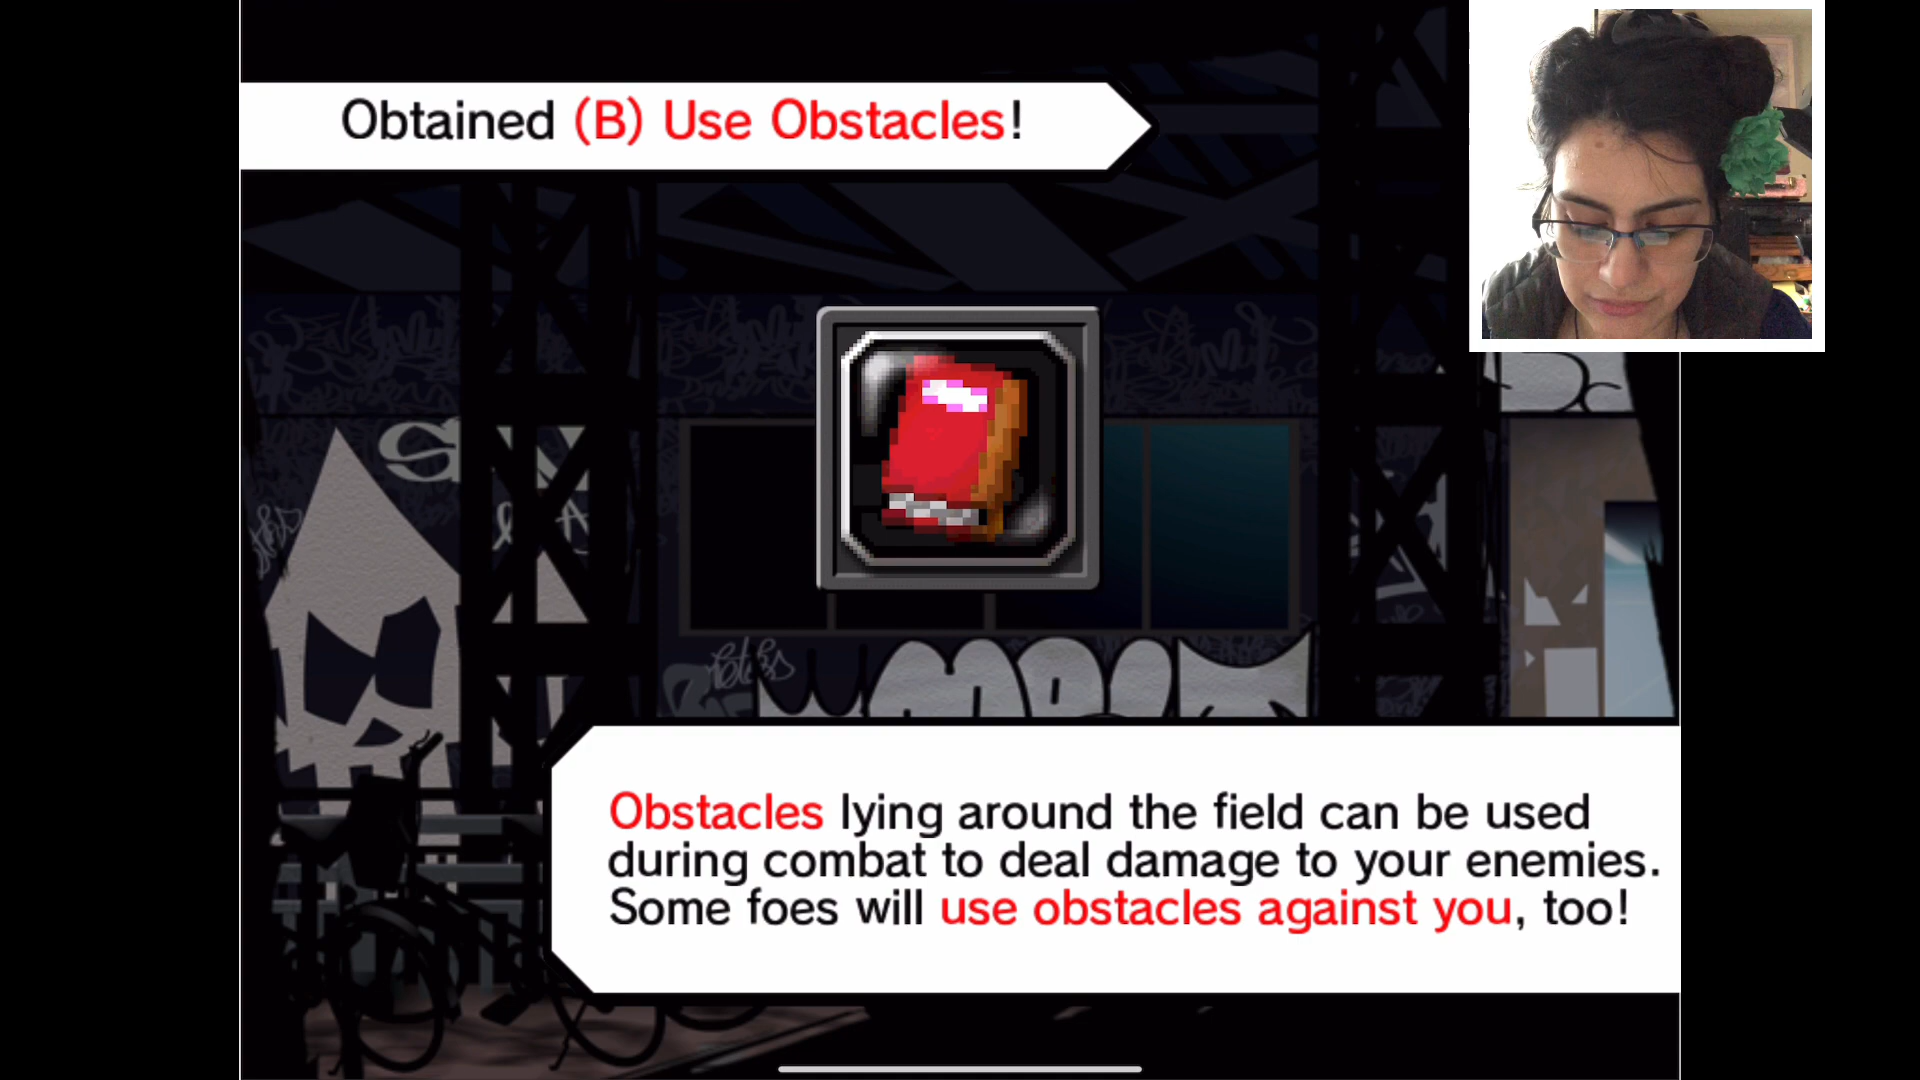 Obtained (B) Use Obstacles!
Obstacles lying around the field can be used
during combat to deal damage to your enemies.
Some foes will use obstacles against you, too!